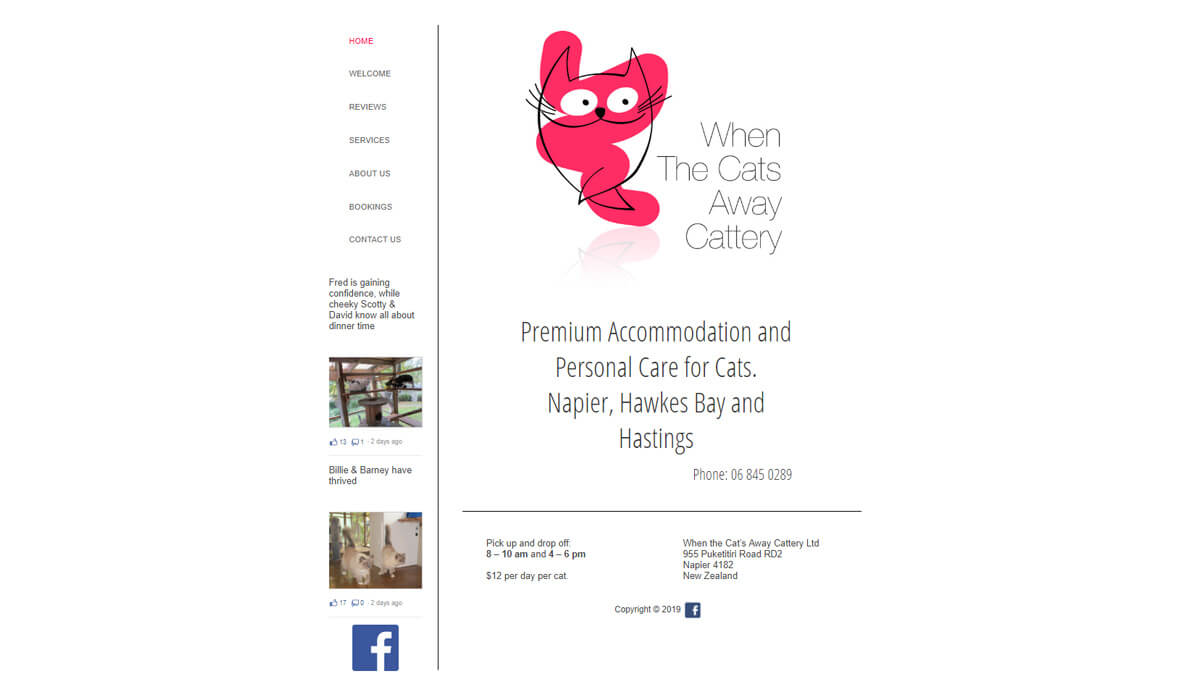 HOME
WELCOME
REVIEWS
SERVICES
ABOUT US
BOOKINGS
CONTACT US
Fred is gaining
confidence, while
cheeky Scotty &
David know all about
dinner time
13 1 · 2 days ago
Billie & Barney have
thrived
17 0 · 2 days ago
When
The Cats
Away
Cattery
Premium Accommodation and
Personal Care for Cats.
Napier, Hawkes Bay and
Hastings
Phone: 06 845 0289
Pick up and drop off:
8 – 10 am and 4 – 6 pm
$12 per day per cat.
When the Cat's Away Cattery Ltd
955 Puketitiri Road RD2
Napier 4182
New Zealand
Copyright © 2019